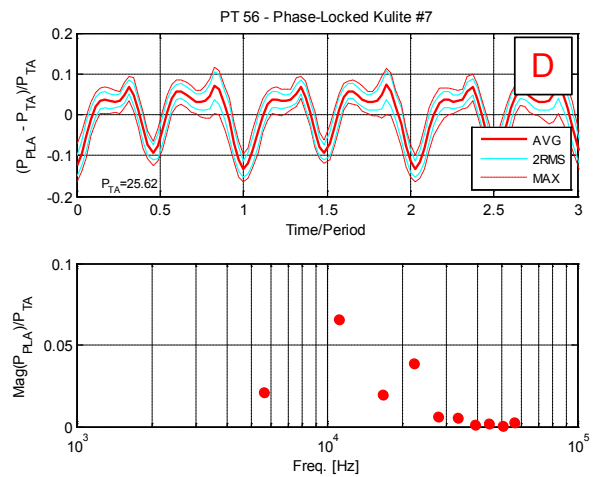 PT 56 - Phase-Locked Kulite #7
(P_PLA - P_TA)/P_TA
0.2
0.1
0
-0.1
-0.2
D
AVG
2RMS
MAX
P_TA=25.62
0 0.5 1 1.5 2 2.5 3
Time/Period
Mag(P_PLA)/P_TA
0.1
0.05
0
10^3 10^4 10^5
Freq. [Hz]